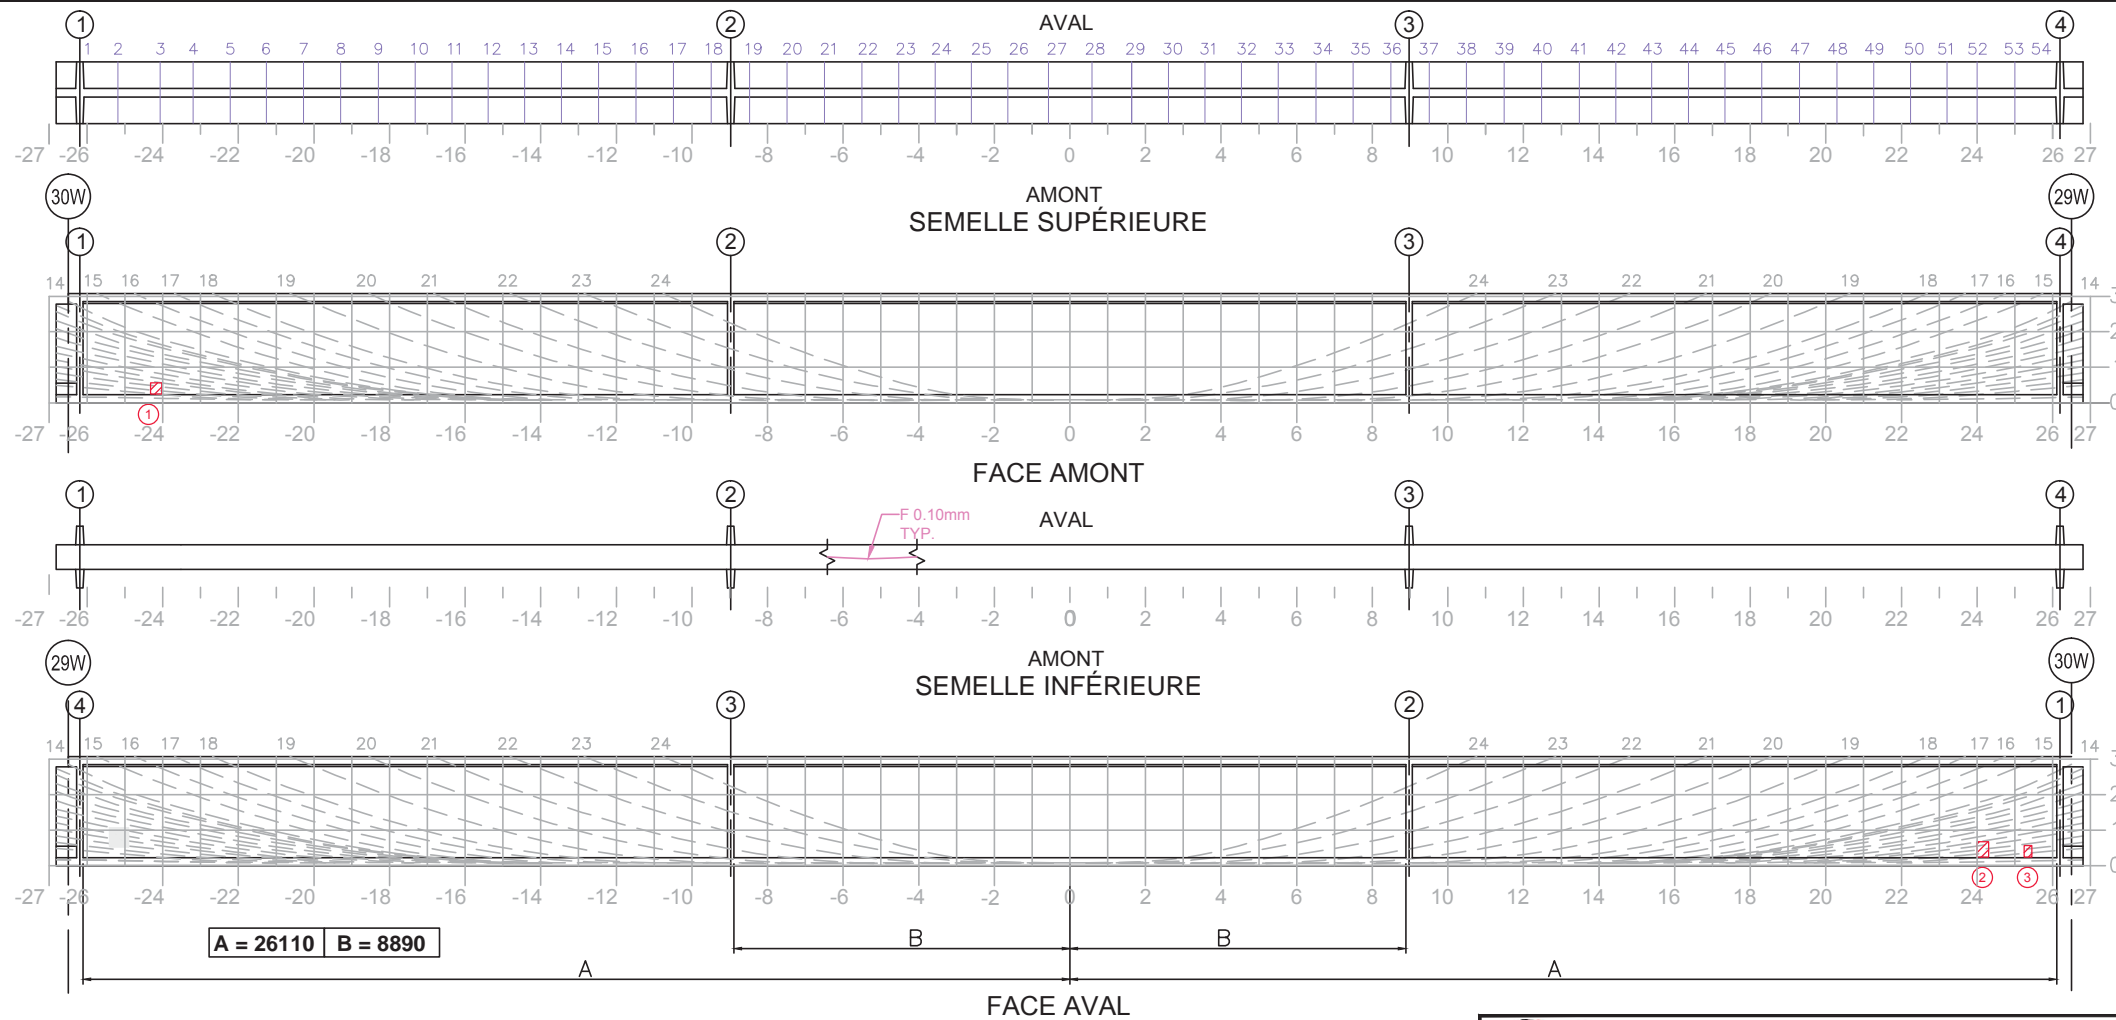 1 2 AVAL 3 4
1 2 3 4 5 6 7 8 9 10 11 12 13 14 15 16 17 18 19 20 21 22 23 24 25 26 27 28 29 30 31 32 33 34 35 36 37 38 39 40 41 42 43 44 45 46 47 48 49 50 51 52 53 54
-27 -26 -24 -22 -20 -18 -16 -14 -12 -10 -8 -6 -4 -2 0 2 4 6 8 10 12 14 16 18 20 22 24 26 27
30W AMONT 29W
SEMELLE SUPÉRIEURE
1 2 3 4
14 15 16 17 18 19 20 21 22 23 24 24 23 22 21 20 19 18 17 16 15 14
3
2
1
0
1
-27 -26 -24 -22 -20 -18 -16 -14 -12 -10 -8 -6 -4 -2 0 2 4 6 8 10 12 14 16 18 20 22 24 26 27
FACE AMONT
1 2 3 4
F 0.10mm AVAL
TYP.
-27 -26 -24 -22 -20 -18 -16 -14 -12 -10 -8 -6 -4 -2 0 2 4 6 8 10 12 14 16 18 20 22 24 26 27
29W AMONT 30W
SEMELLE INFÉRIEURE
4 3 2 1
14 15 16 17 18 19 20 21 22 23 24 24 23 22 21 20 19 18 17 16 15 14
3
2
1
0
2 3
-27 -26 -24 -22 -20 -18 -16 -14 -12 -10 -8 -6 -4 -2 0 2 4 6 8 10 12 14 16 18 20 22 24 26 27
A = 26110 B = 8890 B B
A A
FACE AVAL